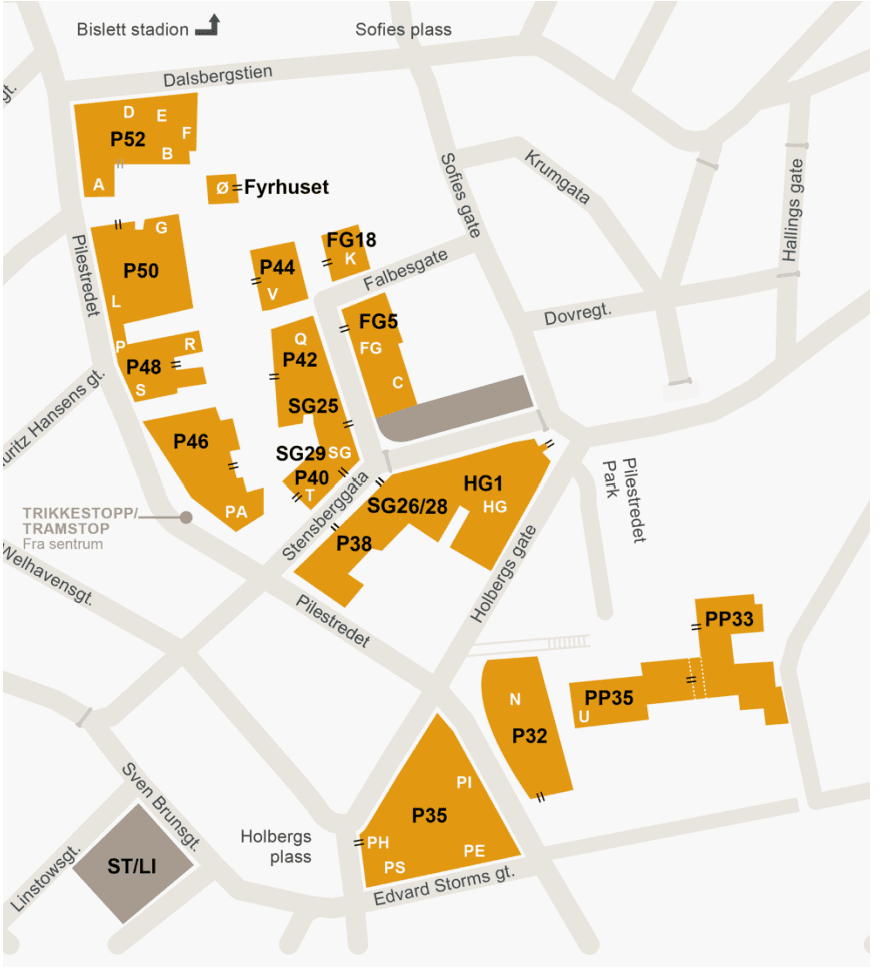 Bislett stadion
Sofies plass
gt.
Dalsbergstien
D
E
F
P52
B
A
Ø
Fyrhuset
Sofies gate
Krumgata
Hallings gate
Pilestredet
G
P50
L
FG18
K
P44
V
Falbesgate
Dovregt.
FG5
FG
C
P
R
P48
S
Q
P42
SG25
uritz Hansens gt.
P46
PA
SG29
SG
P40
T
Stensberggata
HG1
HG
SG26/28
P38
Pilestredet
Park
TRIKKESTOPP/
TRAMSTOP
Fra sentrum
Welhavensgt.
Pilestredet
Holbergs gate
PP33
PP35
U
N
P32
PI
P35
PH
PS
PE
Sven Brunsgt.
Holbergs
plass
Linstowsgt.
ST/LI
Edvard Storms gt.